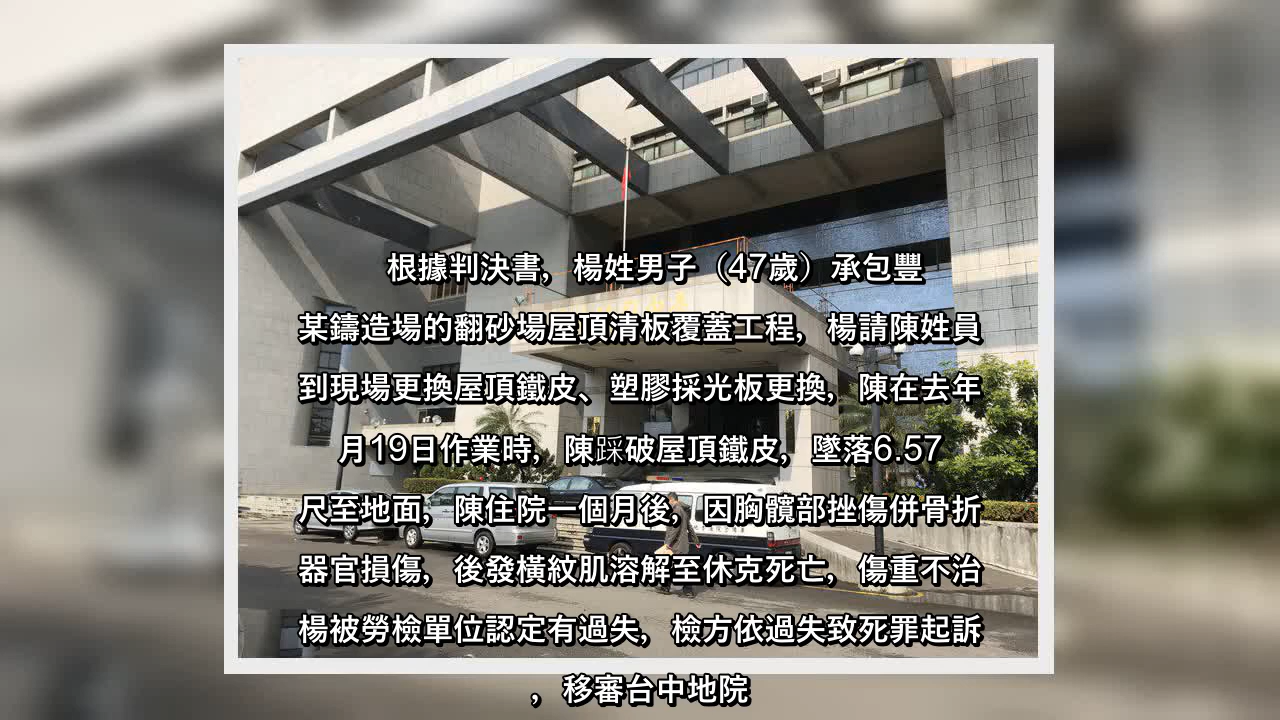 根據判決書，楊姓男子（47歲）承包豐
某鑄造場的翻砂場屋頂清板覆蓋工程，楊請陳姓員
到現場更換屋頂鐵皮、塑膠採光板更換，陳在去年
月19日作業時，陳踩破屋頂鐵皮，墜落6.57
尺至地面，陳住院一個月後，因胸髖部挫傷併骨折
器官損傷，後發橫紋肌溶解至休克死亡，傷重不治
楊被勞檢單位認定有過失，檢方依過失致死罪起訴
，移審台中地院